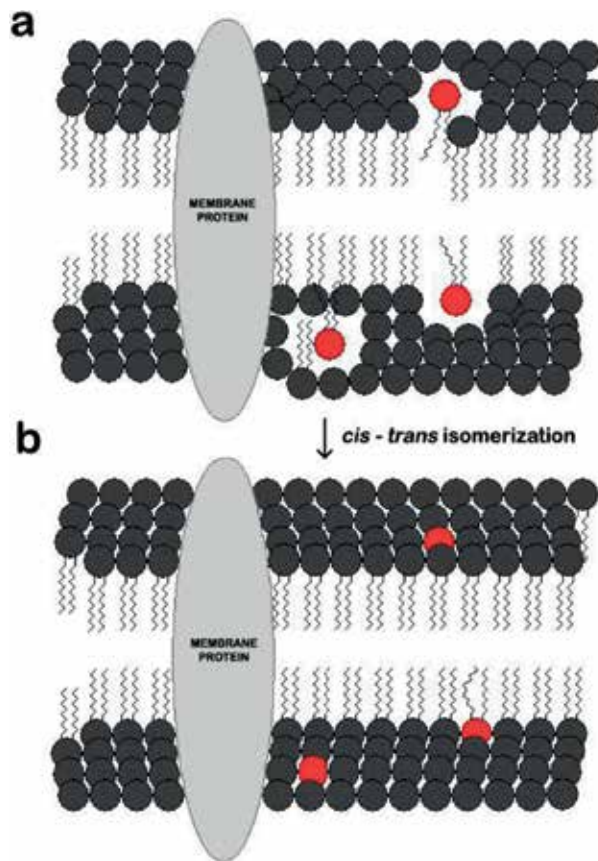 a
MEMBRANE
PROTEIN
cis - trans isomerization
b
MEMBRANE
PROTEIN